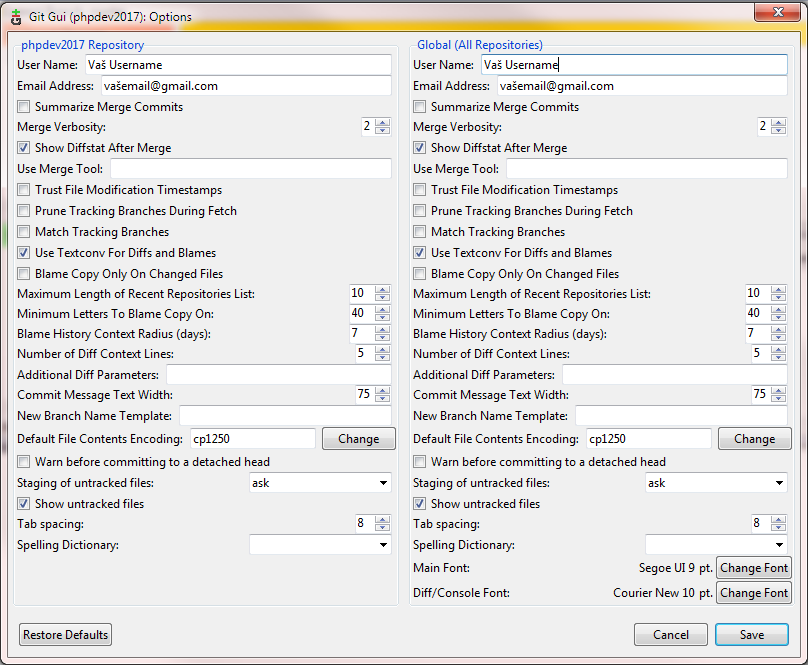 Git Gui (phpdev2017): Options
phpdev2017 Repository
User Name: Vaš Username
Email Address: vašemail@gmail.com
Summarize Merge Commits
Merge Verbosity: 2
Show Diffstat After Merge
Use Merge Tool:
Trust File Modification Timestamps
Prune Tracking Branches During Fetch
Match Tracking Branches
Use Textconv For Diffs and Blames
Blame Copy Only On Changed Files
Maximum Length of Recent Repositories List: 10
Minimum Letters To Blame Copy On: 40
Blame History Context Radius (days): 7
Number of Diff Context Lines: 5
Additional Diff Parameters:
Commit Message Text Width: 75
New Branch Name Template:
Default File Contents Encoding: cp1250 Change
Warn before committing to a detached head
Staging of untracked files: ask
Show untracked files
Tab spacing: 8
Spelling Dictionary:
Global (All Repositories)
User Name: Vaš Username
Email Address: vašemail@gmail.com
Summarize Merge Commits
Merge Verbosity: 2
Show Diffstat After Merge
Use Merge Tool:
Trust File Modification Timestamps
Prune Tracking Branches During Fetch
Match Tracking Branches
Use Textconv For Diffs and Blames
Blame Copy Only On Changed Files
Maximum Length of Recent Repositories List: 10
Minimum Letters To Blame Copy On: 40
Blame History Context Radius (days): 7
Number of Diff Context Lines: 5
Additional Diff Parameters:
Commit Message Text Width: 75
New Branch Name Template:
Default File Contents Encoding: cp1250 Change
Warn before committing to a detached head
Staging of untracked files: ask
Show untracked files
Tab spacing: 8
Spelling Dictionary:
Main Font: Segoe UI 9 pt. Change Font
Diff/Console Font: Courier New 10 pt. Change Font
Restore Defaults Cancel Save